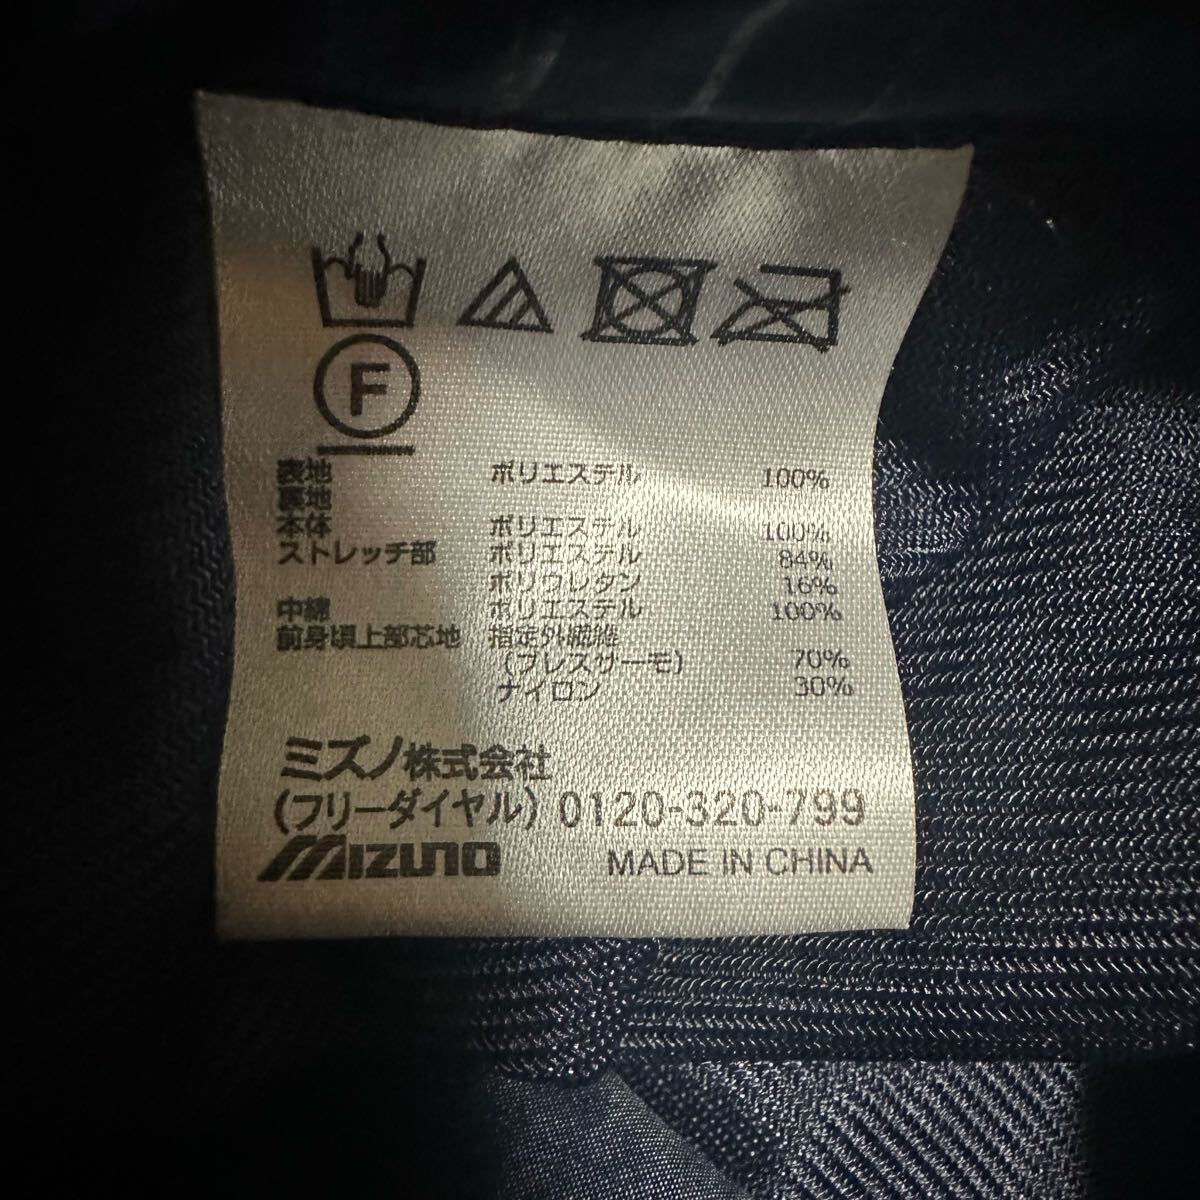 F
表地 ポリエステル 100%
裏地
本体 ポリエステル 100%
ストレッチ部 ポリエステル 84%
ポリウレタン 16%
中綿 ポリエステル 100%
前身頃上部芯地 指定外繊維
(ブレスサーモ) 70%
ナイロン 30%
ミズノ株式会社
(フリーダイヤル) 0120-320-799
MIZUNO MADE IN CHINA